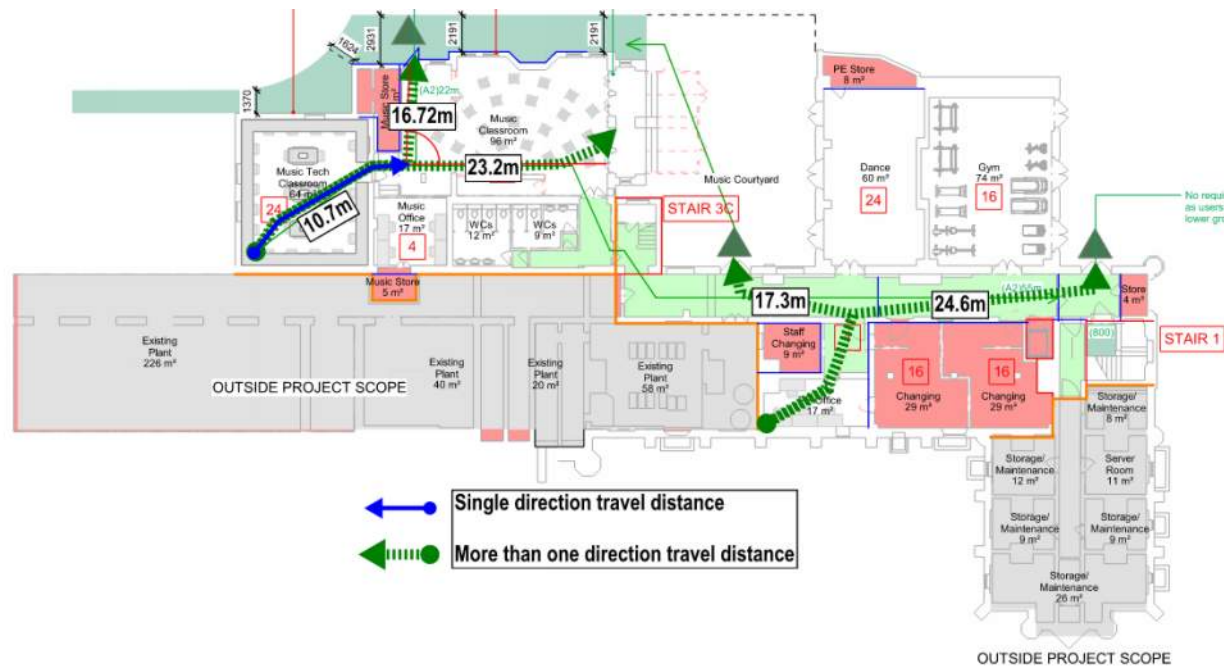 1624
2931
2191
2191
1370
PE Store
8 m²
Music Store
m²
(A2)22m
16.72m
Music
Classroom
96 m²
23.2m
Music Tech
Classroom
64 m²
24
10.7m
Music
Office
17 m²
4
WCs
12 m²
WCs
9 m²
STAIR 3C
Music Courtyard
Dance
60 m²
24
Gym
74 m²
16
No requi
as users
lower gro
Music Store
5 m²
17.3m
24.6m
(A2)55m
Store
4 m²
(800)
STAIR 1
Staff
Changing
9 m²
Existing
Plant
226 m²
OUTSIDE PROJECT SCOPE
Existing
Plant
40 m²
Existing
Plant
20 m²
Existing
Plant
58 m²
Office
17 m²
16
Changing
29 m²
16
Changing
29 m²
Storage/
Maintenance
8 m²
Storage/
Maintenance
12 m²
Server
Room
11 m²
Storage/
Maintenance
9 m²
Storage/
Maintenance
9 m²
Storage/
Maintenance
26 m²
Single direction travel distance
More than one direction travel distance
OUTSIDE PROJECT SCOPE